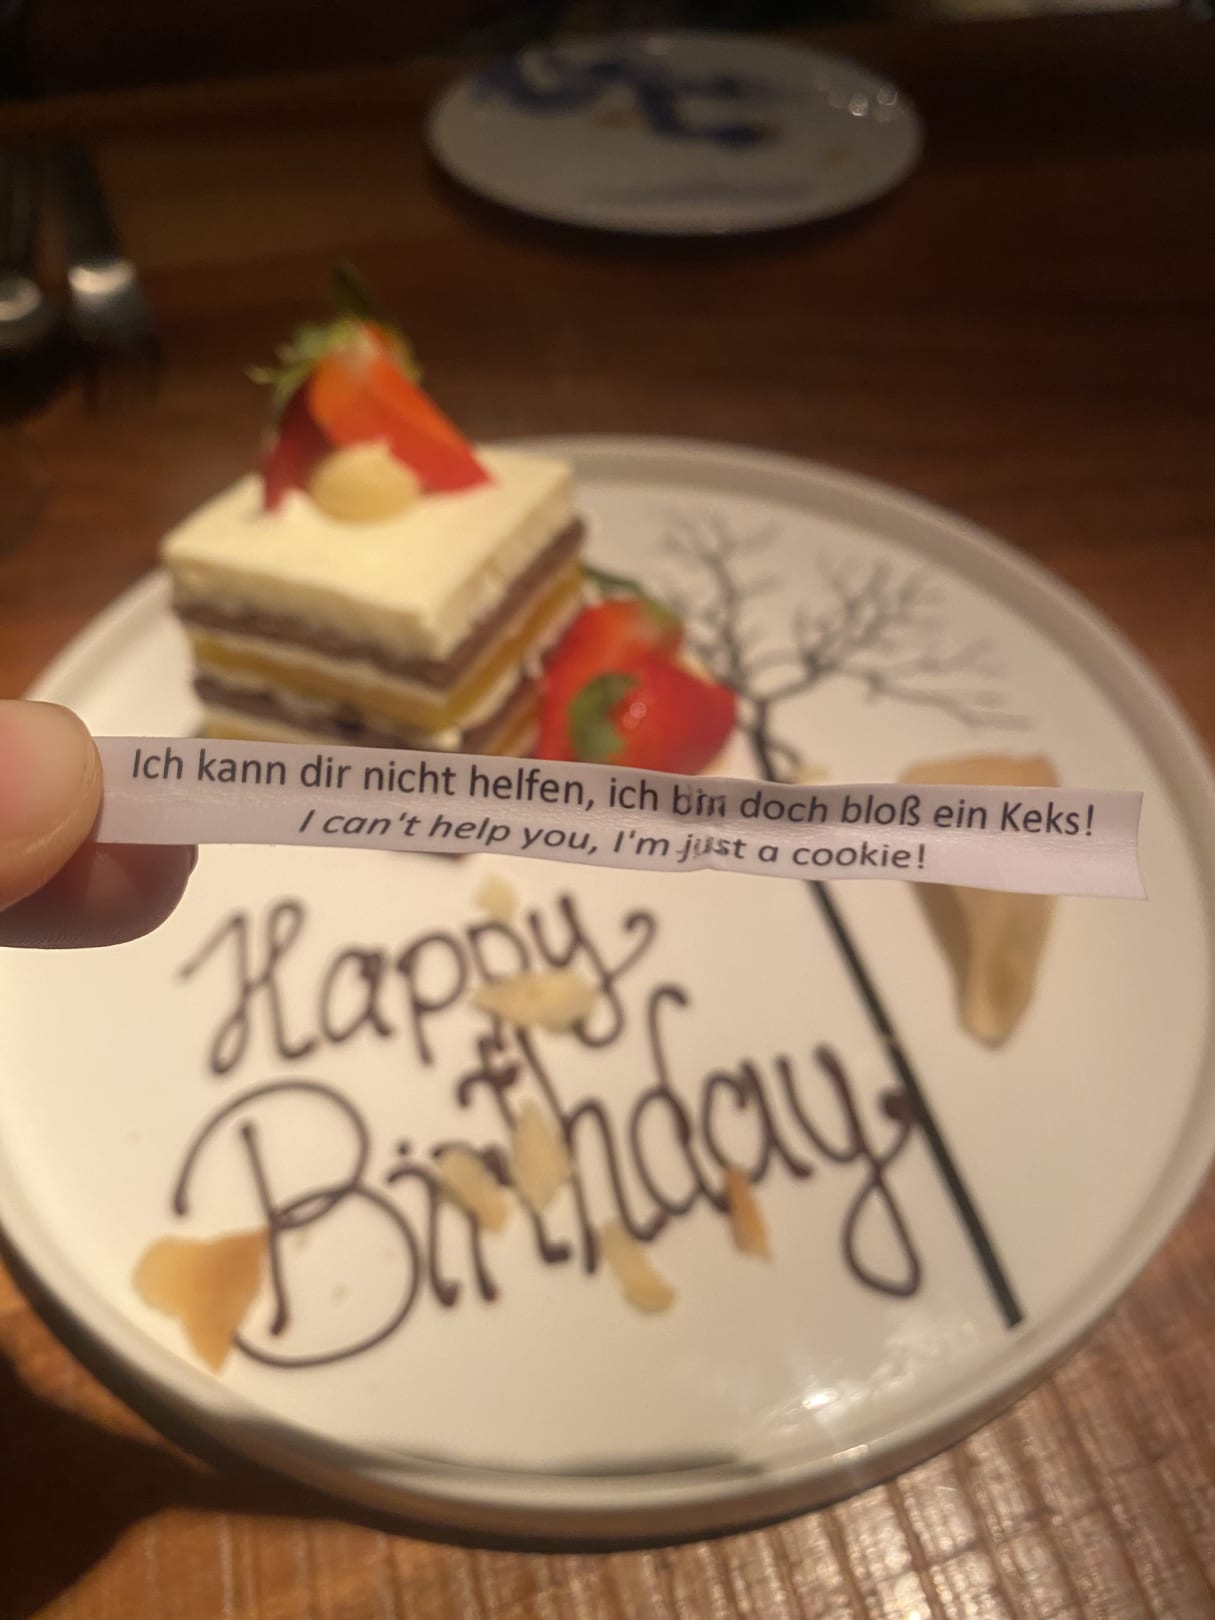 Ich kann dir nicht helfen, ich bin doch bloß ein Keks!
I can't help you, I'm just a cookie!
Happy
Birthday